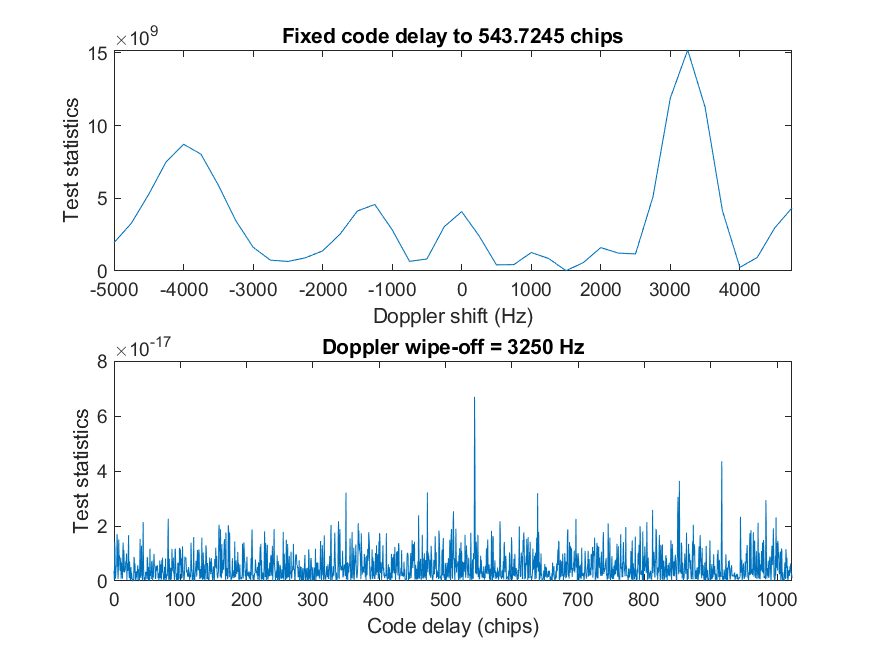 ×10^9
Fixed code delay to 543.7245 chips
15
10
5
0
Test statistics
-5000 -4000 -3000 -2000 -1000 0 1000 2000 3000 4000
Doppler shift (Hz)
×10^-17
Doppler wipe-off = 3250 Hz
8
6
4
2
0
Test statistics
0 100 200 300 400 500 600 700 800 900 1000
Code delay (chips)